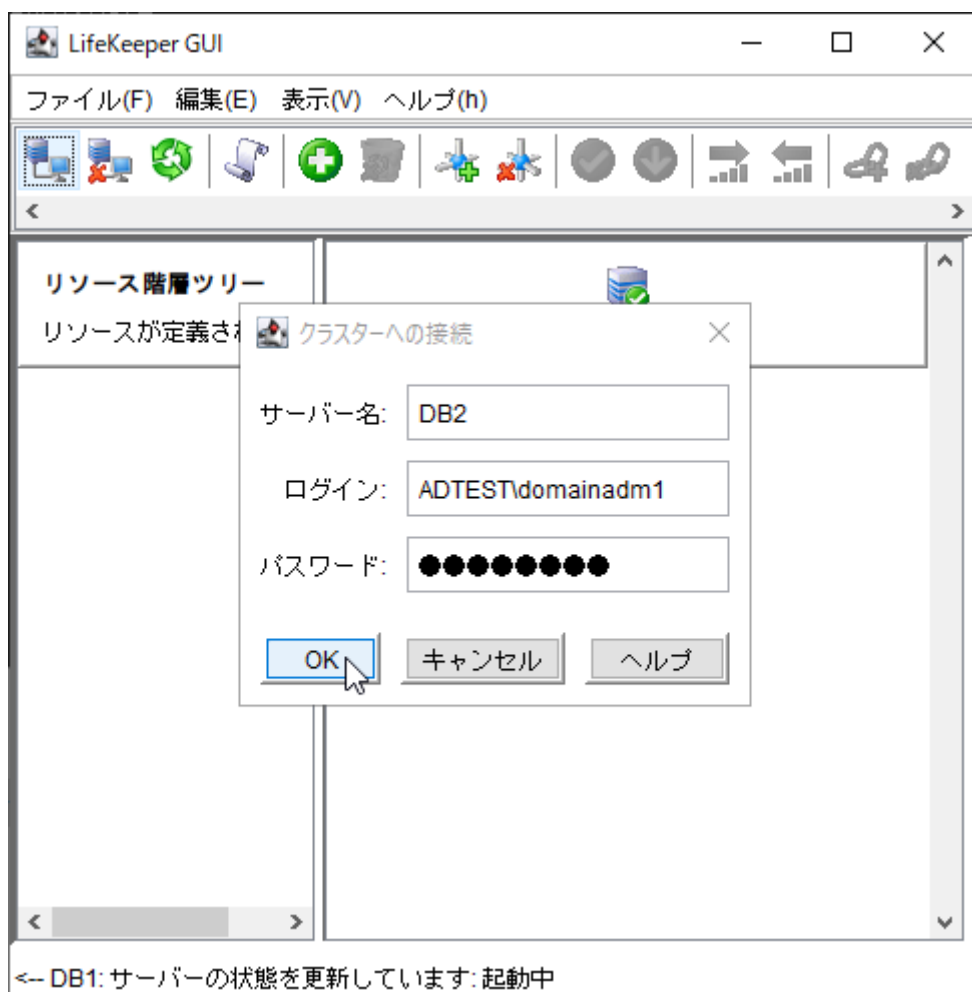 LifeKeeper GUI
ファイル(F) 編集(E) 表示(V) ヘルプ(h)
リソース階層ツリー
リソースが定義さ
クラスターへの接続
サーバー名: DB2
ログイン: ADTEST\domainadm1
パスワード: ●●●●●●●●
OK キャンセル ヘルプ
<-- DB1: サーバーの状態を更新しています: 起動中